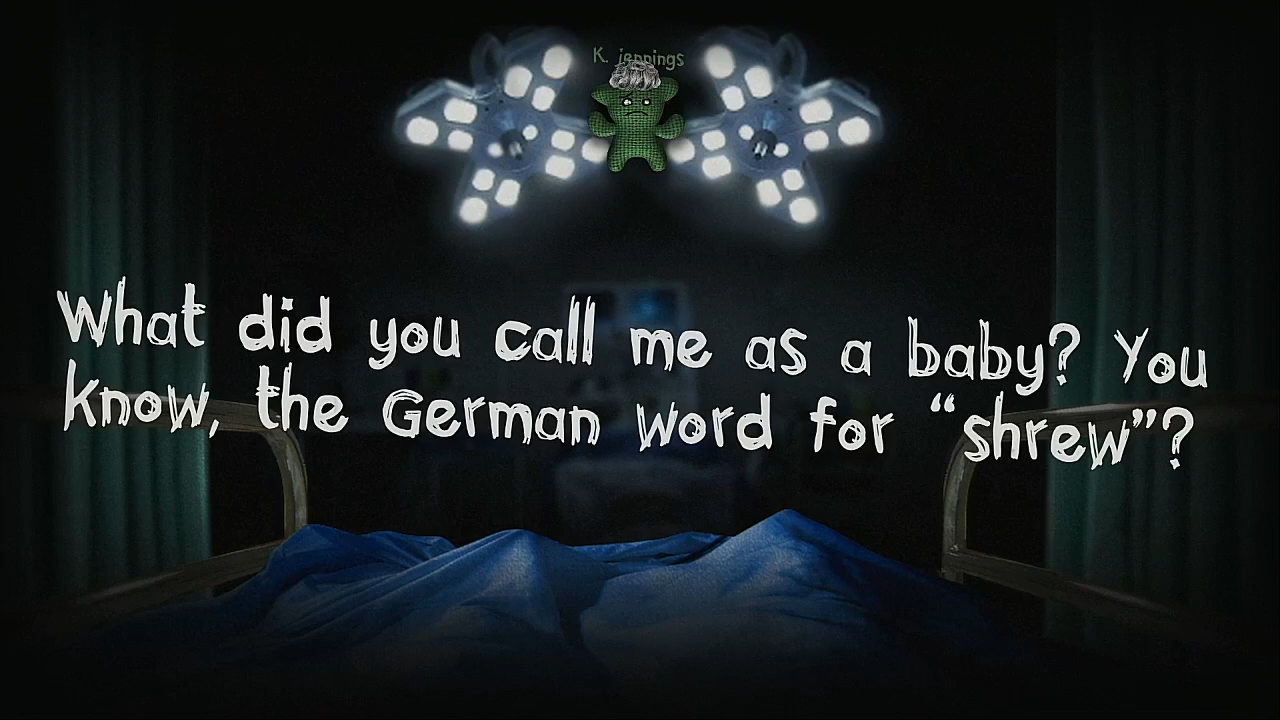 K. jennings
What did you call me as a baby? You
know, the German word for “shrew”?